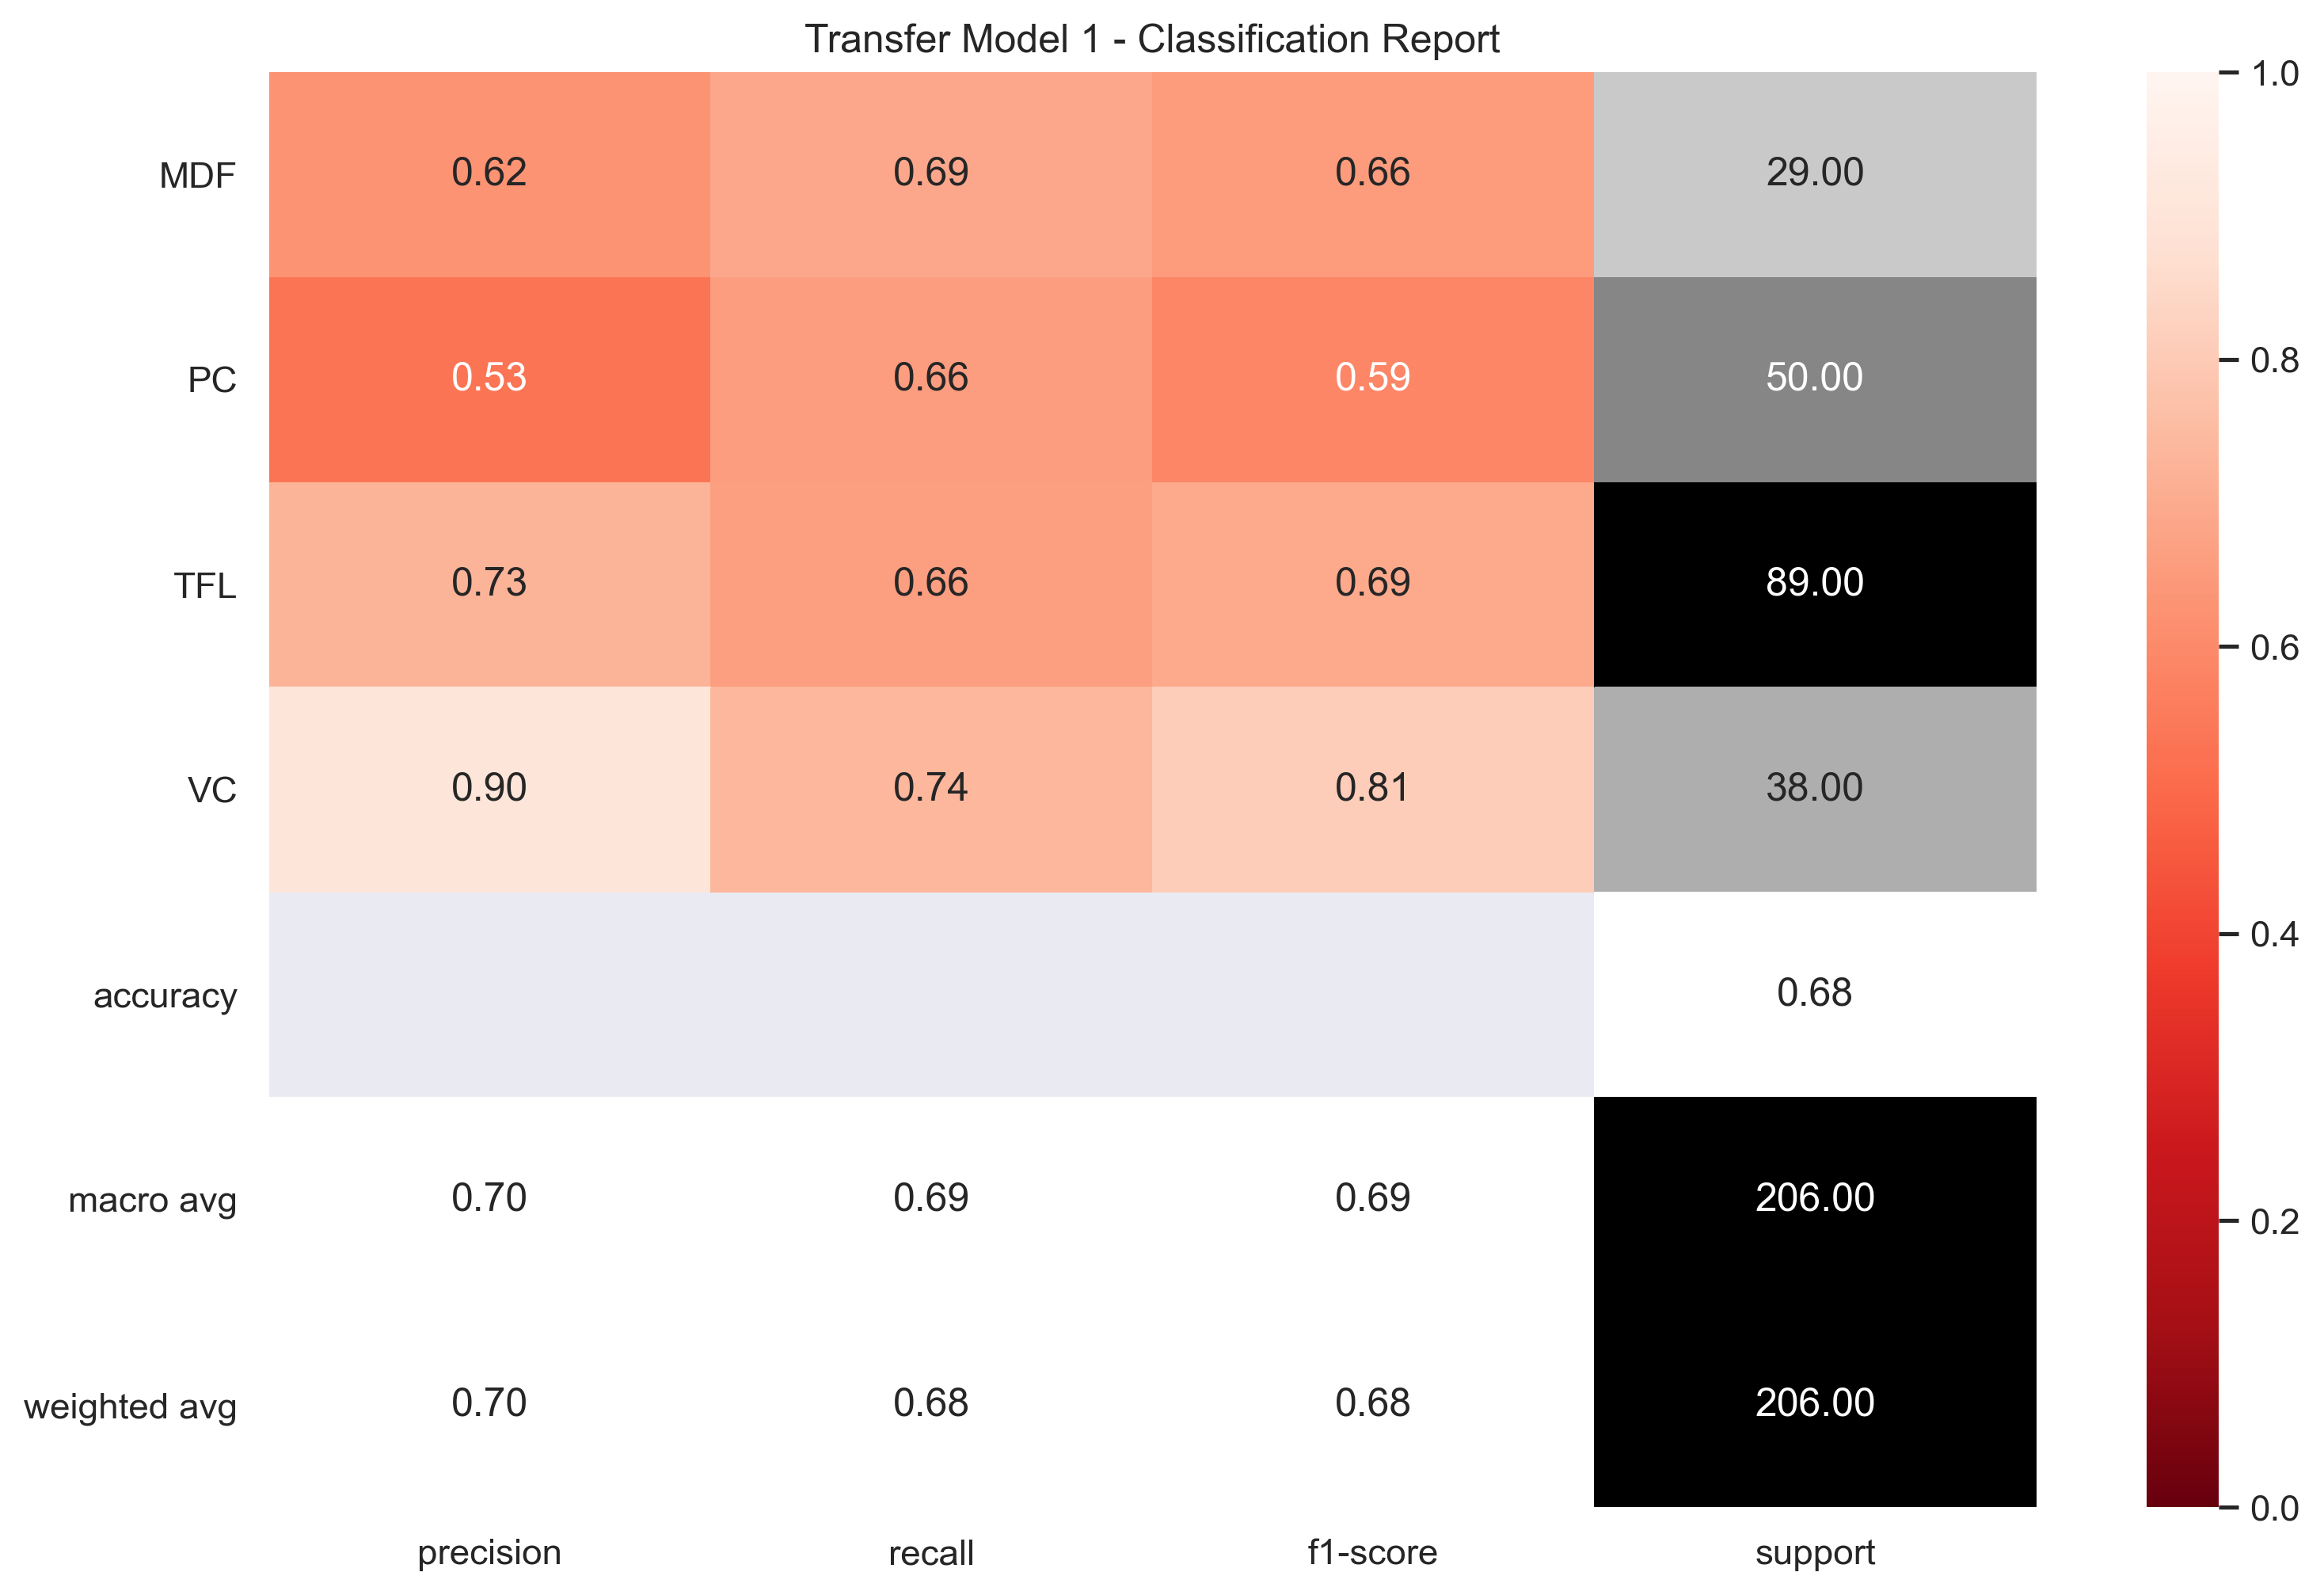 Transfer Model 1 - Classification Report
1.0
MDF 0.62 0.69 0.66 29.00
0.8
PC 0.53 0.66 0.59 50.00
TFL 0.73 0.66 0.69 89.00
0.6
VC 0.90 0.74 0.81 38.00
0.4
accuracy 0.68
macro avg 0.70 0.69 0.69 206.00
0.2
weighted avg 0.70 0.68 0.68 206.00
0.0
precision recall f1-score support